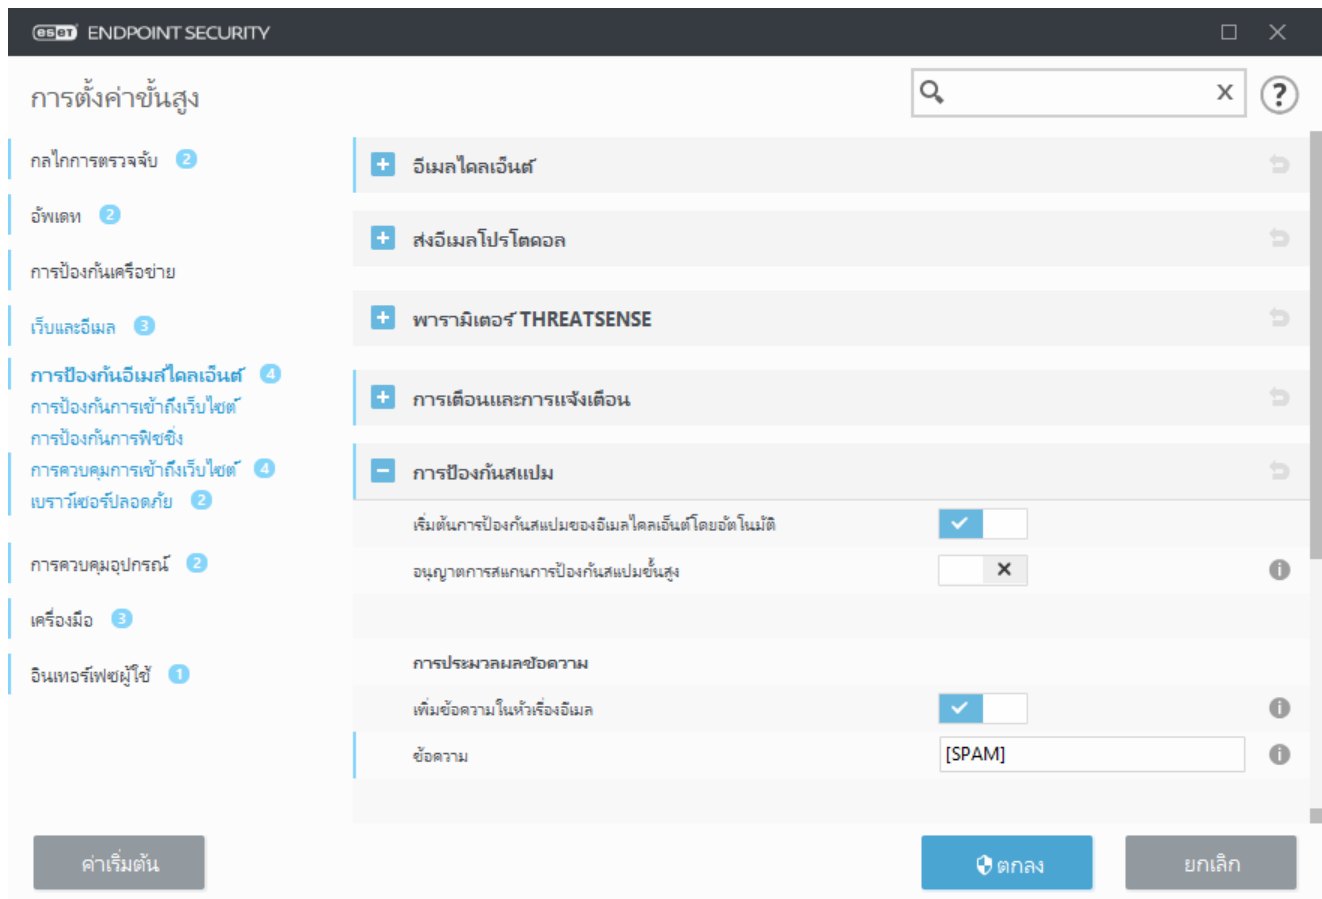 eseT ENDPOINT SECURITY
การตั้งค่าขั้นสูง
กลไกการตรวจจับ 2
อัพเดท 2
การป้องกันเครือข่าย
เว็บและอีเมล 3
การป้องกันอีเมล์ไคลเอ็นต์ 4
การป้องกันการเข้าถึงเว็บไซต์
การป้องกันการฟิชชิ่ง
การควบคุมการเข้าถึงเว็บไซต์ 4
เบราว์เซอร์ปลอดภัย 2
การควบคุมอุปกรณ์ 2
เครื่องมือ 3
อินเทอร์เฟซผู้ใช้ 1
อีเมลไคลเอ็นต์
ส่งอีเมลโปรโตคอล
พารามิเตอร์ THREATSENSE
การเตือนและการแจ้งเตือน
การป้องกันสแปม
เริ่มต้นการป้องกันสแปมของอีเมลไคลเอ็นต์โดยอัตโนมัติ
อนุญาตการสแกนการป้องกันสแปมขั้นสูง
การประมวลผลข้อความ
เพิ่มข้อความในหัวเรื่องอีเมล
ข้อความ [SPAM]
ค่าเริ่มต้น
ตกลง
ยกเลิก